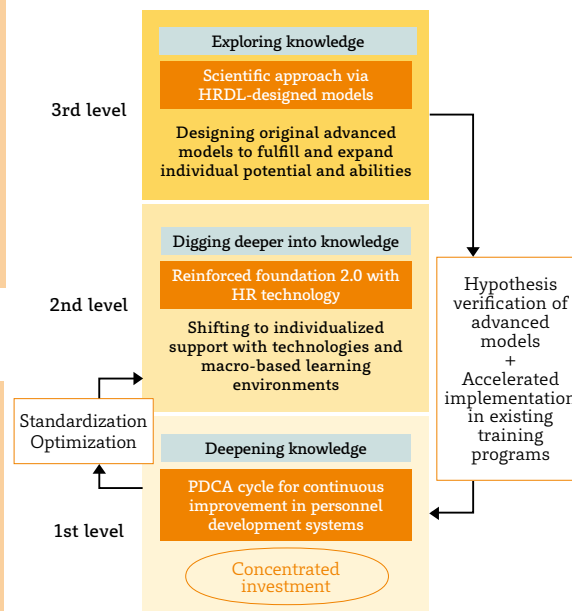 Exploring knowledge
Scientific approach via
HRDL-designed models
3rd level
Designing original advanced
models to fulfill and expand
individual potential and abilities
Digging deeper into knowledge
Reinforced foundation 2.0 with
HR technology
2nd level
Shifting to individualized
support with technologies and
macro-based learning
environments
Hypothesis
verification of
advanced
models
+
Accelerated
implementation
in existing
training
programs
Standardization
Optimization
Deepening knowledge
PDCA cycle for continuous
improvement in personnel
development systems
1st level
Concentrated
investment